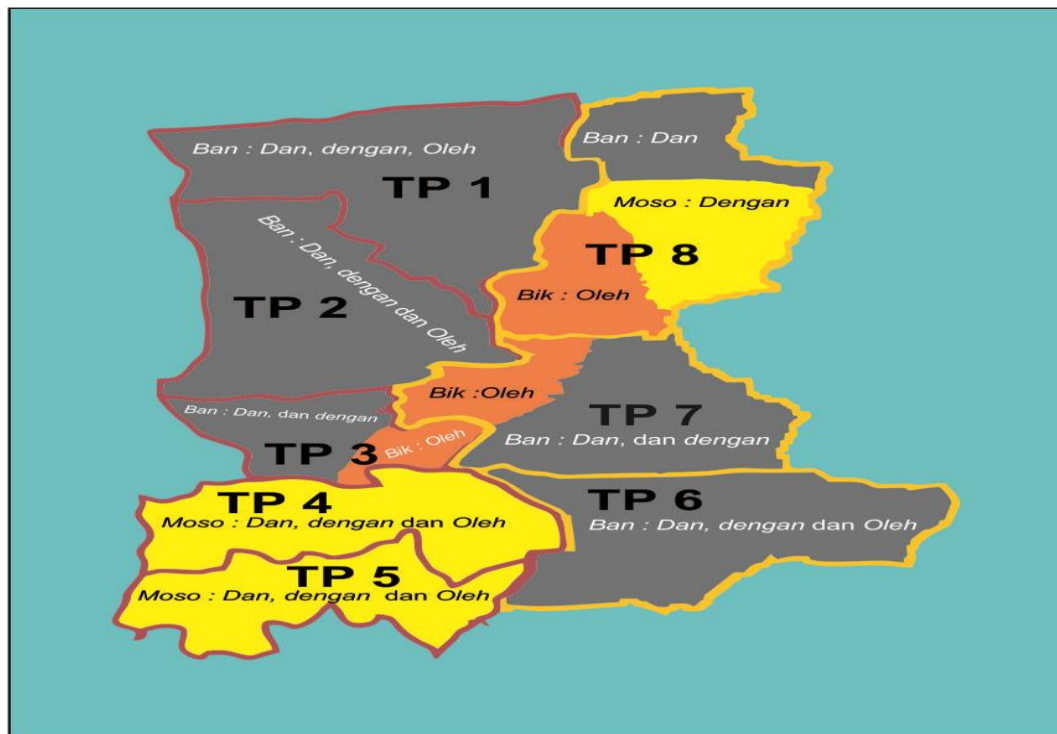 Ban : Dan, dengan, Oleh
TP 1
Ban : Dan
Moso : Dengan
TP 8
Bik : Oleh
Ban : Dan, dengan dan Oleh
TP 2
Bik :Oleh
TP 7
Ban : Dan, dan dengan
Ban : Dan, dan dengan
TP 3
Bik : Oleh
TP 4
Moso : Dan, dengan dan Oleh
TP 6
Ban : Dan, dengan dan Oleh
TP 5
Moso : Dan, dengan dan Oleh